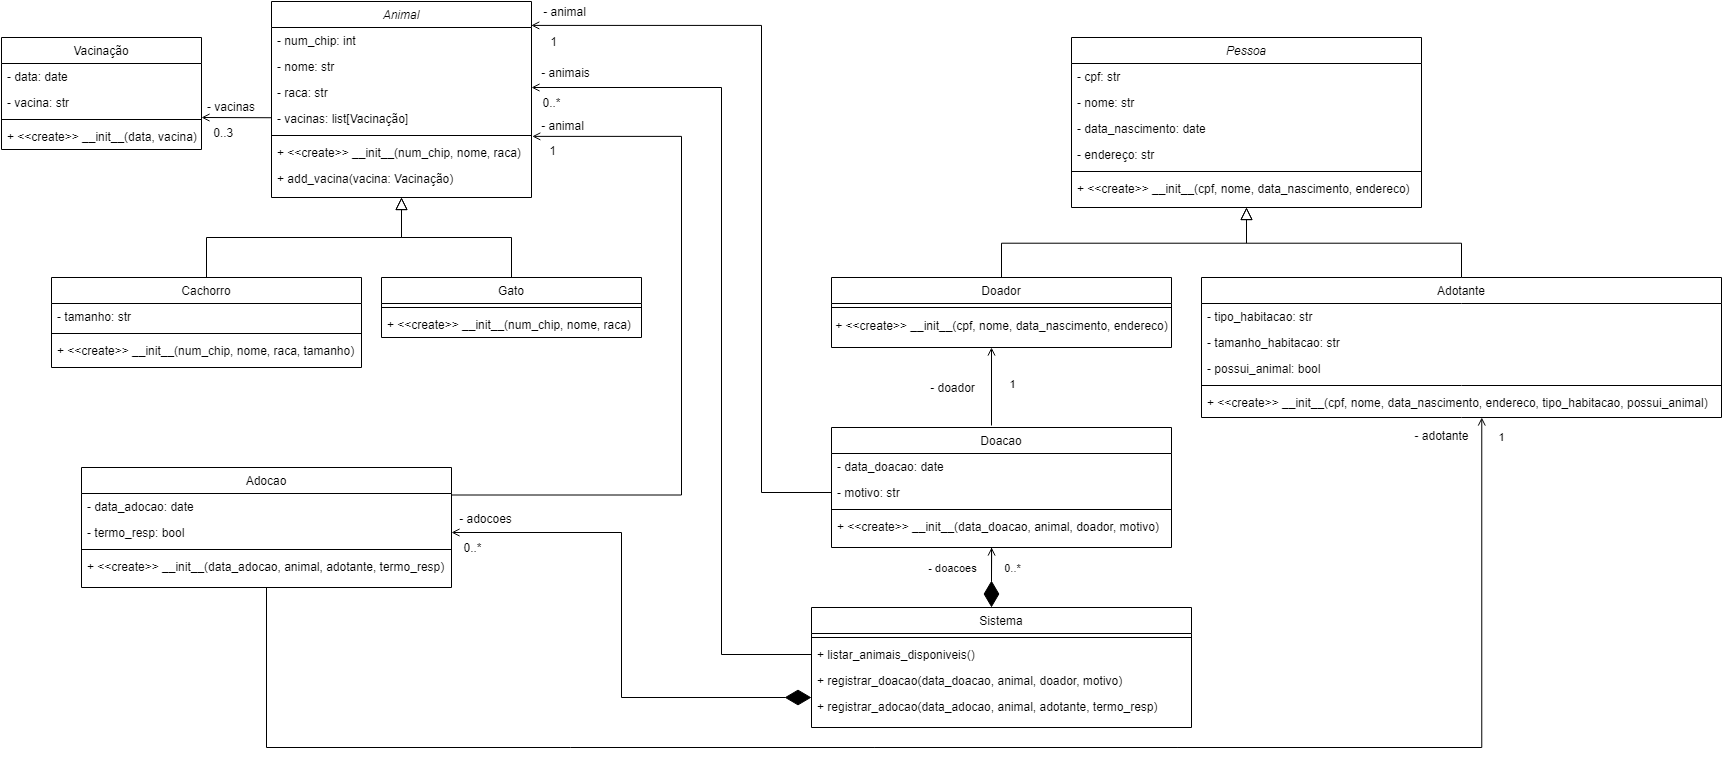 Animal
- num_chip: int
- nome: str
- raca: str
- vacinas: list[Vacinação]
+ <<create>> __init__(num_chip, nome, raca)
+ add_vacina(vacina: Vacinação)
Vacinação
- data: date
- vacina: str
+ <<create>> __init__(data, vacina)
- vacinas
0..3
- animal
1
- animais
0..*
- animal
1
Pessoa
- cpf: str
- nome: str
- data_nascimento: date
- endereço: str
+ <<create>> __init__(cpf, nome, data_nascimento, endereco)
Cachorro
- tamanho: str
+ <<create>> __init__(num_chip, nome, raca, tamanho)
Gato
+ <<create>> __init__(num_chip, nome, raca)
Doador
+ <<create>> __init__(cpf, nome, data_nascimento, endereco)
Adotante
- tipo_habitacao: str
- tamanho_habitacao: str
- possui_animal: bool
+ <<create>> __init__(cpf, nome, data_nascimento, endereco, tipo_habitacao, possui_animal)
- doador
1
- adotante
1
Doacao
- data_doacao: date
- motivo: str
+ <<create>> __init__(data_doacao, animal, doador, motivo)
Adocao
- data_adocao: date
- termo_resp: bool
+ <<create>> __init__(data_adocao, animal, adotante, termo_resp)
- adocoes
0..*
- doacoes
0..*
Sistema
+ listar_animais_disponiveis()
+ registrar_doacao(data_doacao, animal, doador, motivo)
+ registrar_adocao(data_adocao, animal, adotante, termo_resp)